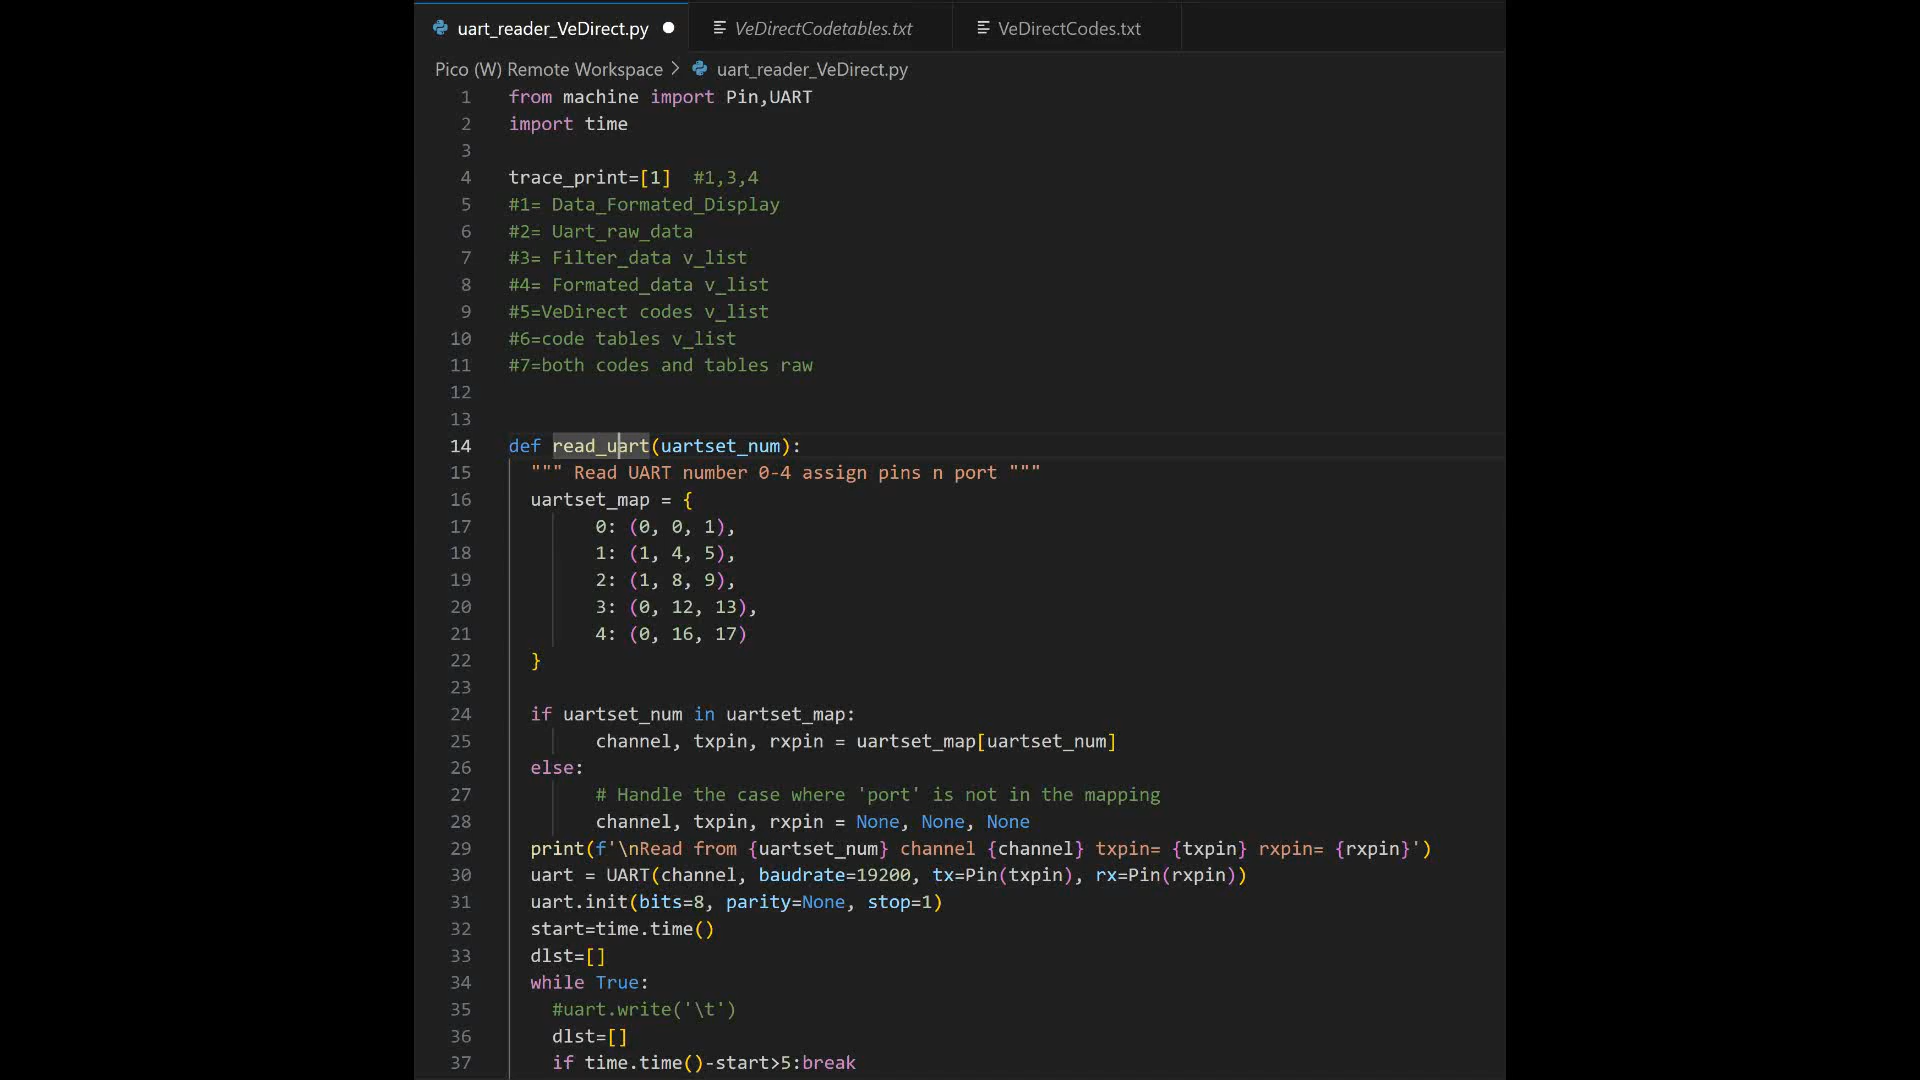 uart_reader_VeDirect.py VeDirectCodetables.txt VeDirectCodes.txt
Pico (W) Remote Workspace > uart_reader_VeDirect.py
1 from machine import Pin,UART
2 import time
3
4 trace_print=[1]  #1,3,4
5 #1= Data_Formated_Display
6 #2= Uart_raw_data
7 #3= Filter_data v_list
8 #4= Formated_data v_list
9 #5=VeDirect codes v_list
10 #6=code tables v_list
11 #7=both codes and tables raw
12
13
14 def read_uart(uartset_num):
15   """ Read UART number 0-4 assign pins n port """
16   uartset_map = {
17         0: (0, 0, 1),
18         1: (1, 4, 5),
19         2: (1, 8, 9),
20         3: (0, 12, 13),
21         4: (0, 16, 17)
22   }
23
24   if uartset_num in uartset_map:
25         channel, txpin, rxpin = uartset_map[uartset_num]
26   else:
27         # Handle the case where 'port' is not in the mapping
28         channel, txpin, rxpin = None, None, None
29   print(f'\nRead from {uartset_num} channel {channel} txpin= {txpin} rxpin= {rxpin}')
30   uart = UART(channel, baudrate=19200, tx=Pin(txpin), rx=Pin(rxpin))
31   uart.init(bits=8, parity=None, stop=1)
32   start=time.time()
33   dlst=[]
34   while True:
35     #uart.write('\t')
36     dlst=[]
37     if time.time()-start>5:break